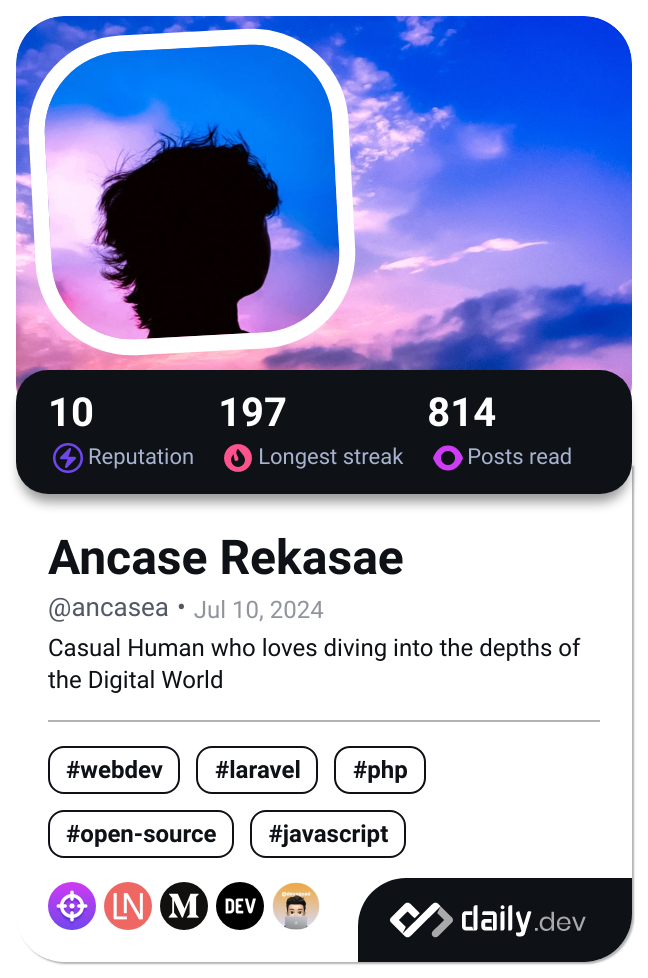 10 197 814
Reputation Longest streak Posts read
Ancase Rekasae
@ancasea • Jul 10, 2024
Casual Human who loves diving into the depths of
the Digital World
#webdev #laravel #php
#open-source #javascript
LN M DEV
daily.dev